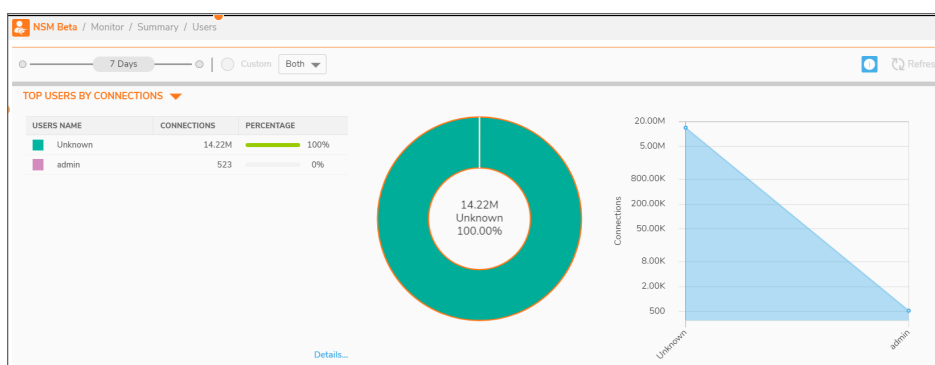 NSM Beta / Monitor / Summary / Users
7 Days Custom Both Refres
TOP USERS BY CONNECTIONS
USERS NAME CONNECTIONS PERCENTAGE
Unknown 14.22M 100%
admin 523 0%
Details...
14.22M
Unknown
100.00%
Connections
20.00M
5.00M
800.00K
200.00K
50.00K
8.00K
2.00K
500
Unknown
admin